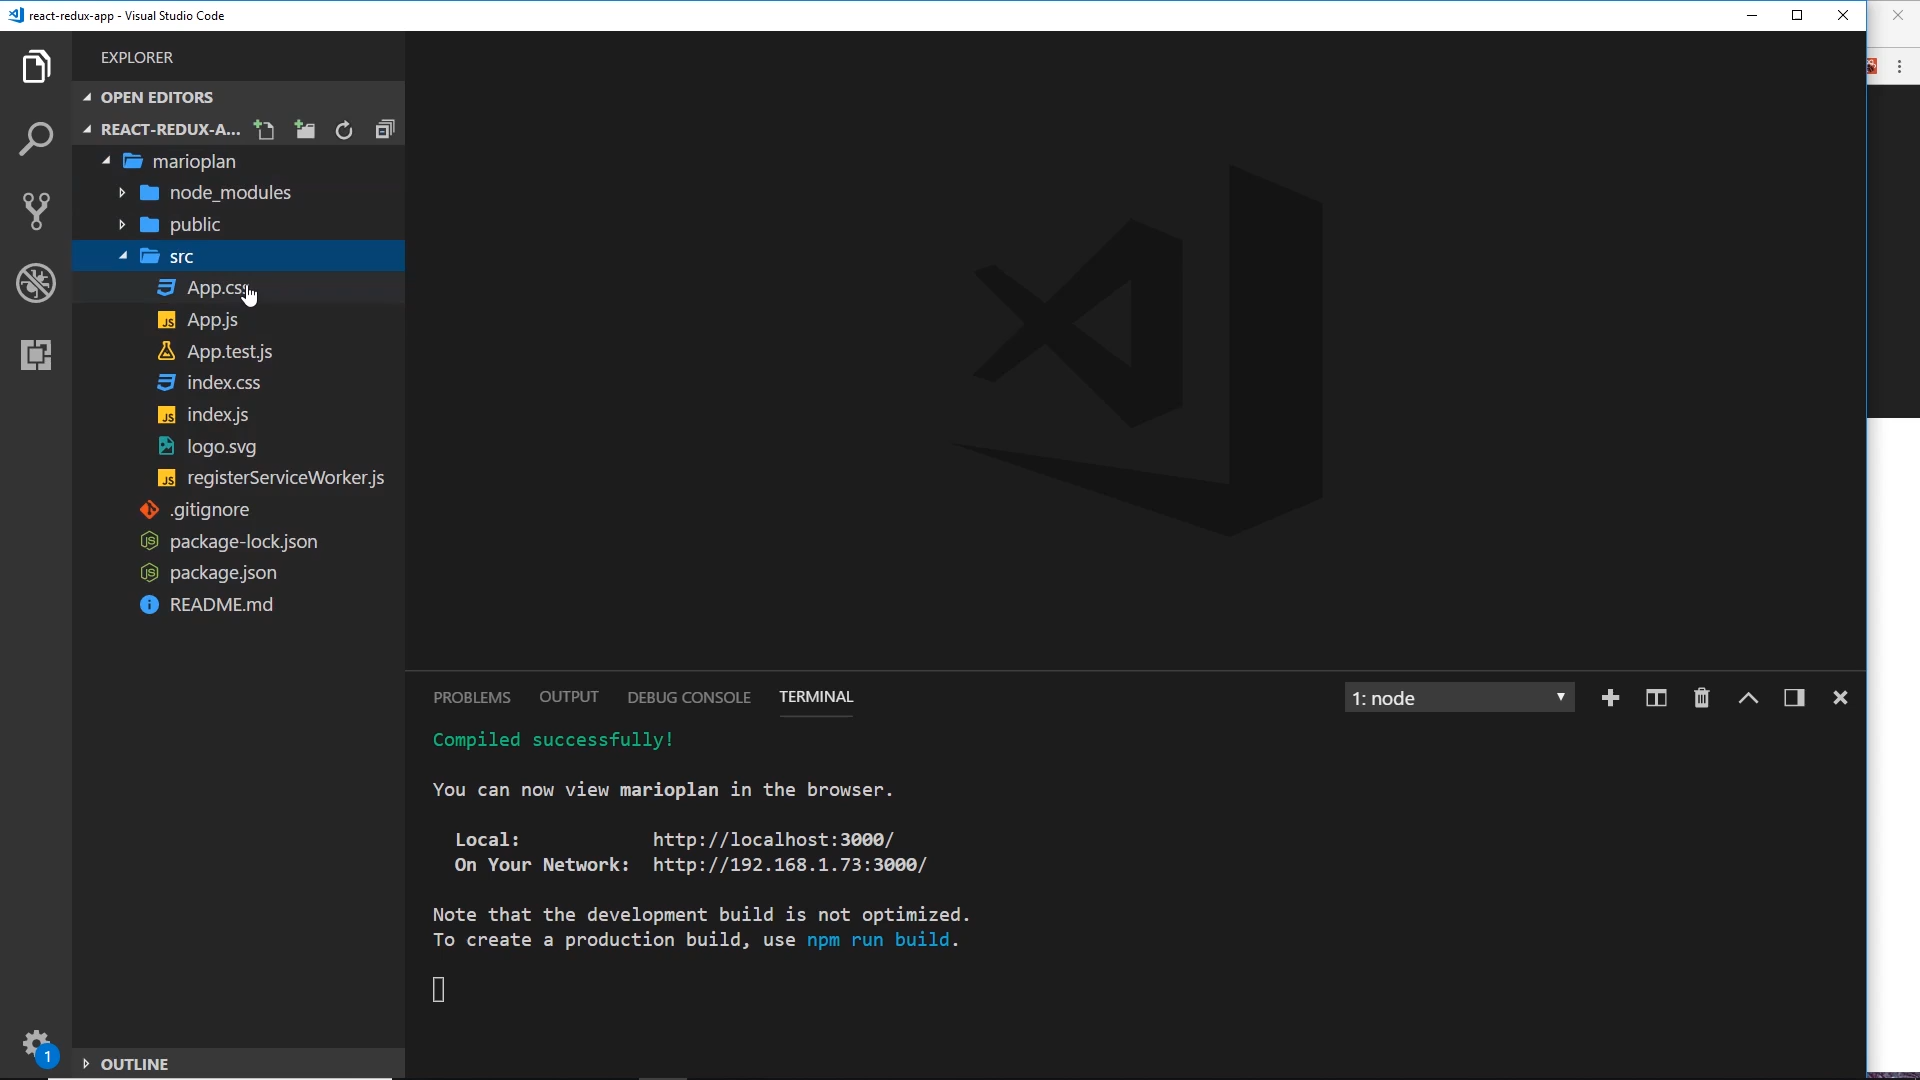 react-redux-app - Visual Studio Code
EXPLORER
OPEN EDITORS
REACT-REDUX-A...
marioplan
node_modules
public
src
App.css
App.js
App.test.js
index.css
index.js
logo.svg
registerServiceWorker.js
.gitignore
package-lock.json
package.json
README.md
OUTLINE
1
PROBLEMS OUTPUT DEBUG CONSOLE TERMINAL 1: node
Compiled successfully!
You can now view marioplan in the browser.
Local: http://localhost:3000/
On Your Network: http://192.168.1.73:3000/
Note that the development build is not optimized.
To create a production build, use npm run build.